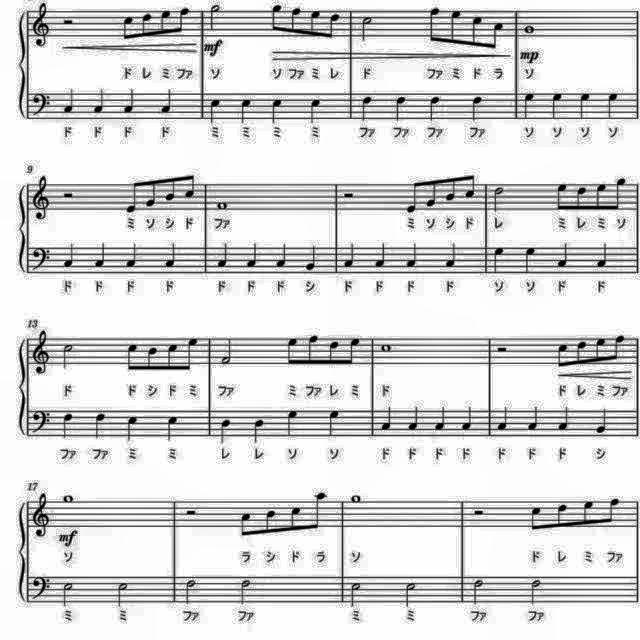 mf
mp
ド レ ミ ファ ソ ソ ファ ミ レ ド ファ ミ ド ラ ソ
ド ド ド ド ミ ミ ミ ミ ファ ファ ファ ファ ソ ソ ソ ソ
9
ミ ソ シ ド ファ ミ ソ シ ド レ ミ レ ミ ソ
ド ド ド ド ド ド ド シ ド ド ド ド ソ ソ ド ド
13
ド ド シ ド ミ ファ ミ ファ レ ミ ド ド レ ミ ファ
ファ ファ ミ ミ レ レ ソ ソ ド ド ド ド ド ド ド シ
17
mf
ソ ラ シ ド ラ ソ ド レ ミ ファ
ミ ミ ファ ファ ミ ミ ファ ファ